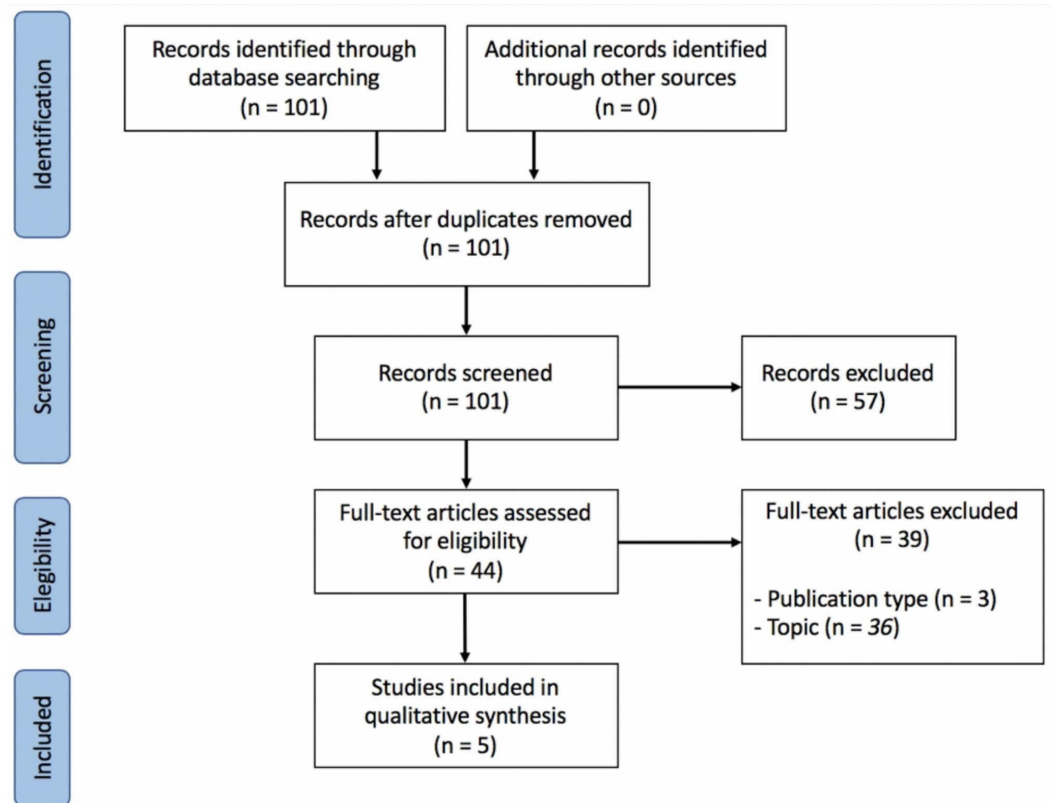 Identification
Records identified through
database searching
(n = 101)
Additional records identified
through other sources
(n = 0)
Records after duplicates removed
(n = 101)
Screening
Records screened
(n = 101)
Records excluded
(n = 57)
Elegibility
Full-text articles assessed
for eligibility
(n = 44)
Full-text articles excluded
(n = 39)
- Publication type (n = 3)
- Topic (n = 36)
Included
Studies included in
qualitative synthesis
(n = 5)